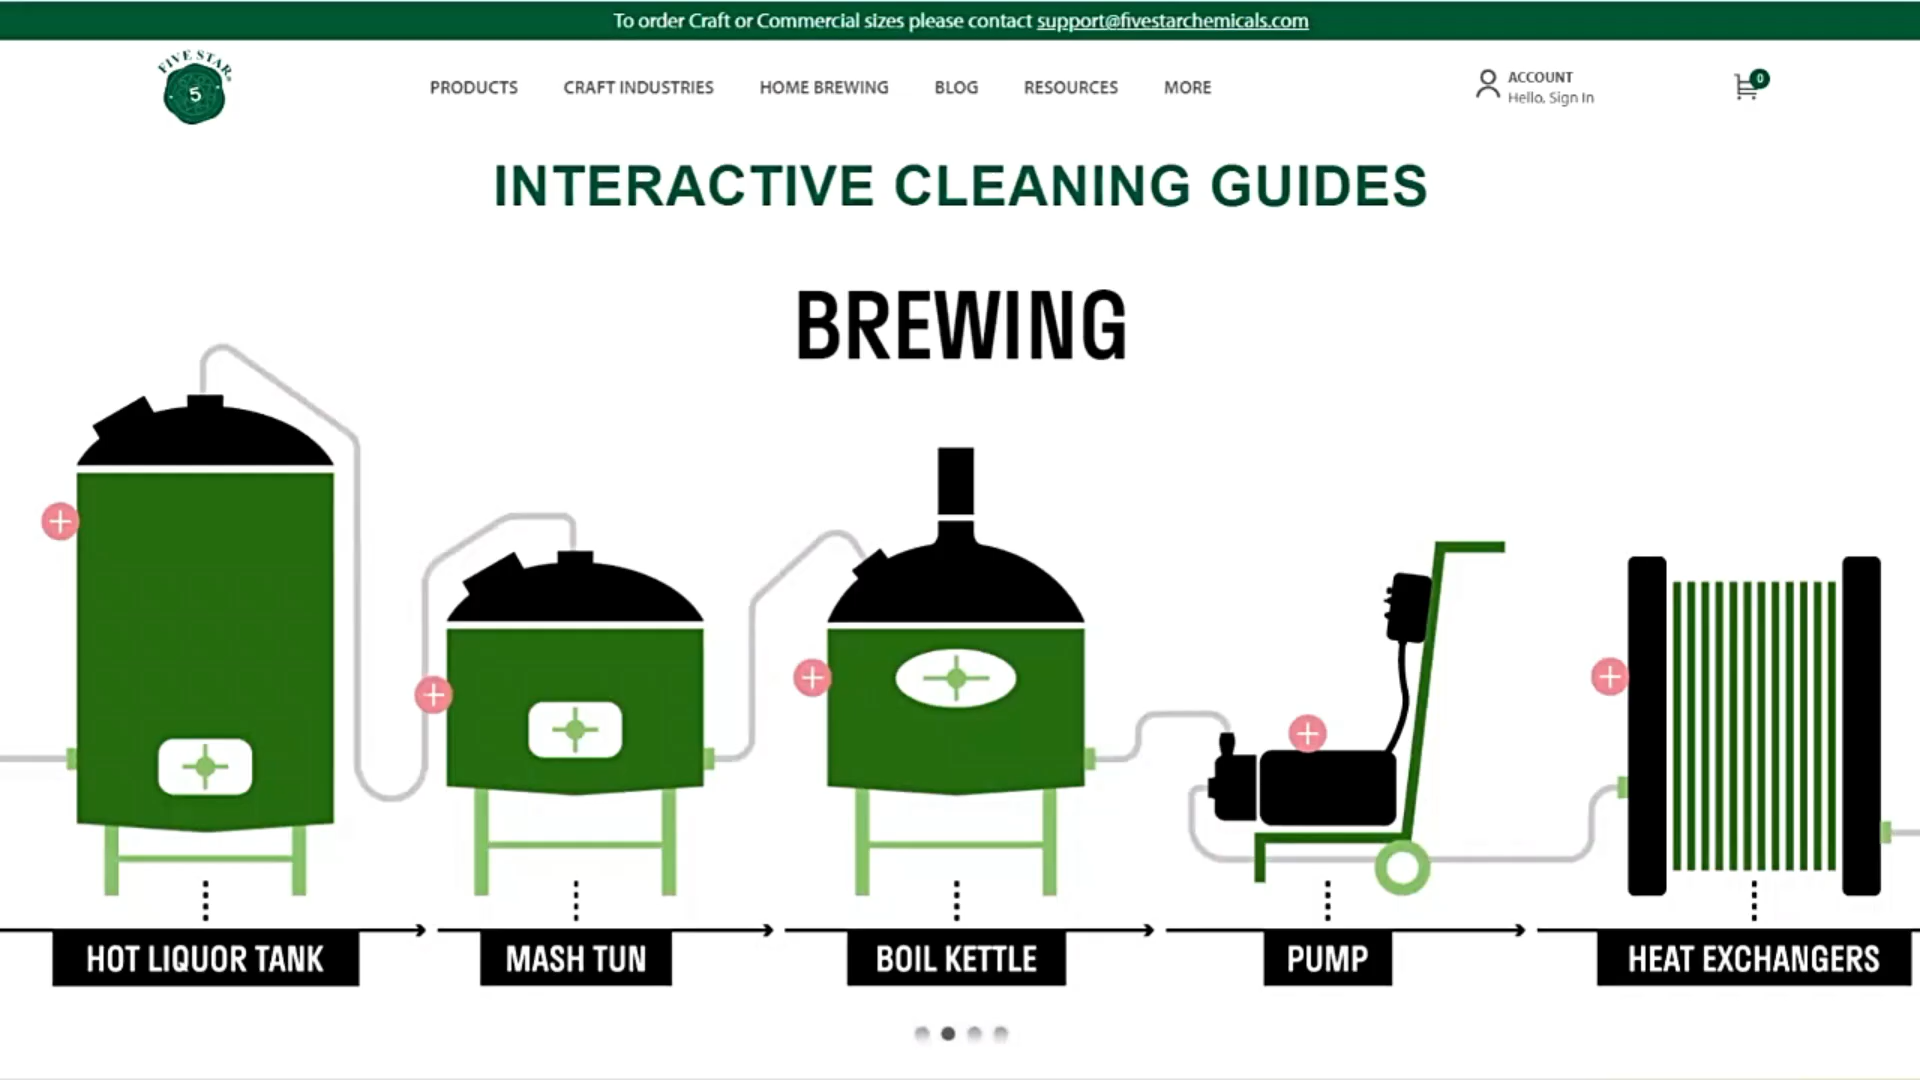 To order Craft or Commercial sizes please contact support@fivestarchemicals.com
FIVE STAR
5
PRODUCTS CRAFT INDUSTRIES HOME BREWING BLOG RESOURCES MORE
ACCOUNT
Hello, Sign In
0
INTERACTIVE CLEANING GUIDES
BREWING
HOT LIQUOR TANK MASH TUN BOIL KETTLE PUMP HEAT EXCHANGERS